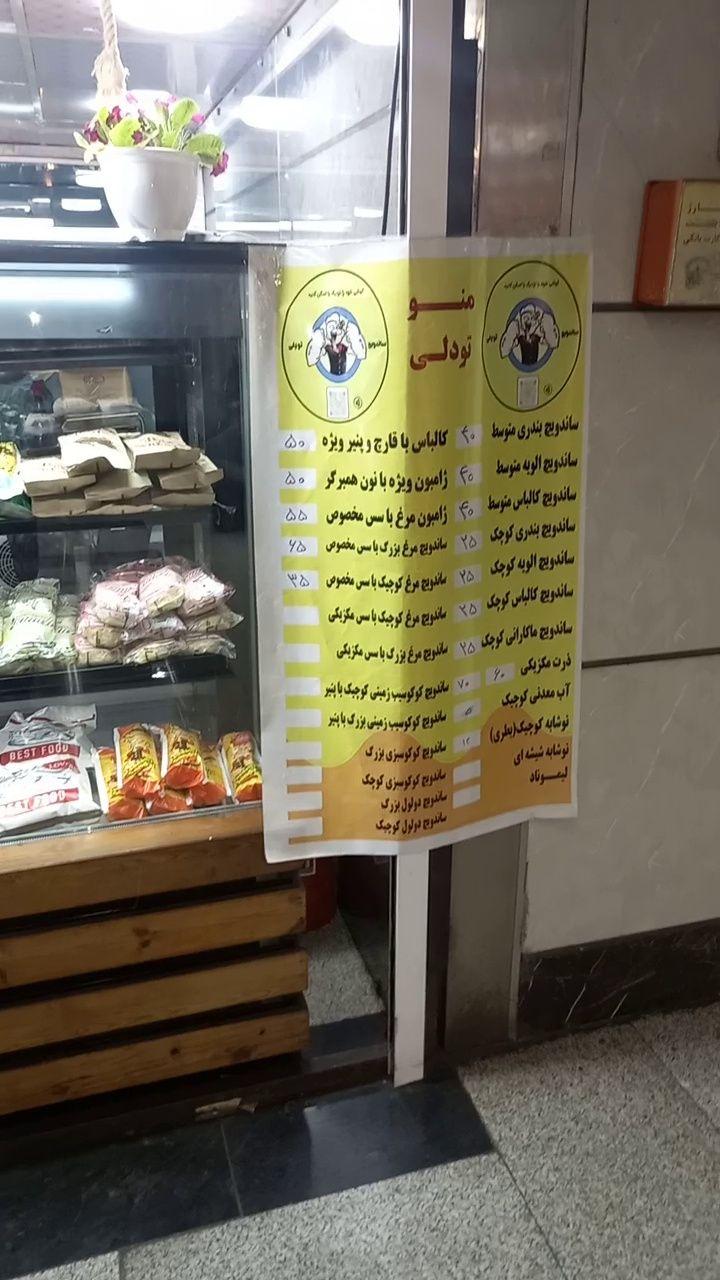 منو
تودلی
ساندویچ
تودلی
ساندویچ بندری متوسط ۴۰
ساندویچ الویه متوسط ۴۰
ساندویچ کالباس متوسط ۴۰
ساندویچ بندری کوچک ۲۵
ساندویچ الویه کوچک ۲۵
ساندویچ کالباس کوچک ۲۵
ساندویچ ماکارانی کوچک ۲۵
ذرت مکزیکی ۶۰ ۷۰
آب معدنی کوچک
نوشابه کوچک(بطری)
نوشابه شیشه ای
لیموناد
کالباس با قارچ و پنیر ویژه ۵۰
ژامبون ویژه با نون همبرگر ۵۰
ژامبون مرغ با سس مخصوص ۵۵
ساندویچ مرغ بزرگ با سس مخصوص ۶۵
ساندویچ مرغ کوچک با سس مخصوص ۳۵
ساندویچ مرغ کوچک با سس مکزیکی
ساندویچ مرغ بزرگ با سس مکزیکی
ساندویچ کوکوسیب زمینی کوچک با پنیر
ساندویچ کوکوسیب زمینی بزرگ با پنیر
ساندویچ کوکوسبزی بزرگ
ساندویچ کوکوسبزی کوچک
ساندویچ دولول بزرگ
ساندویچ دولول کوچک
BEST FOOD